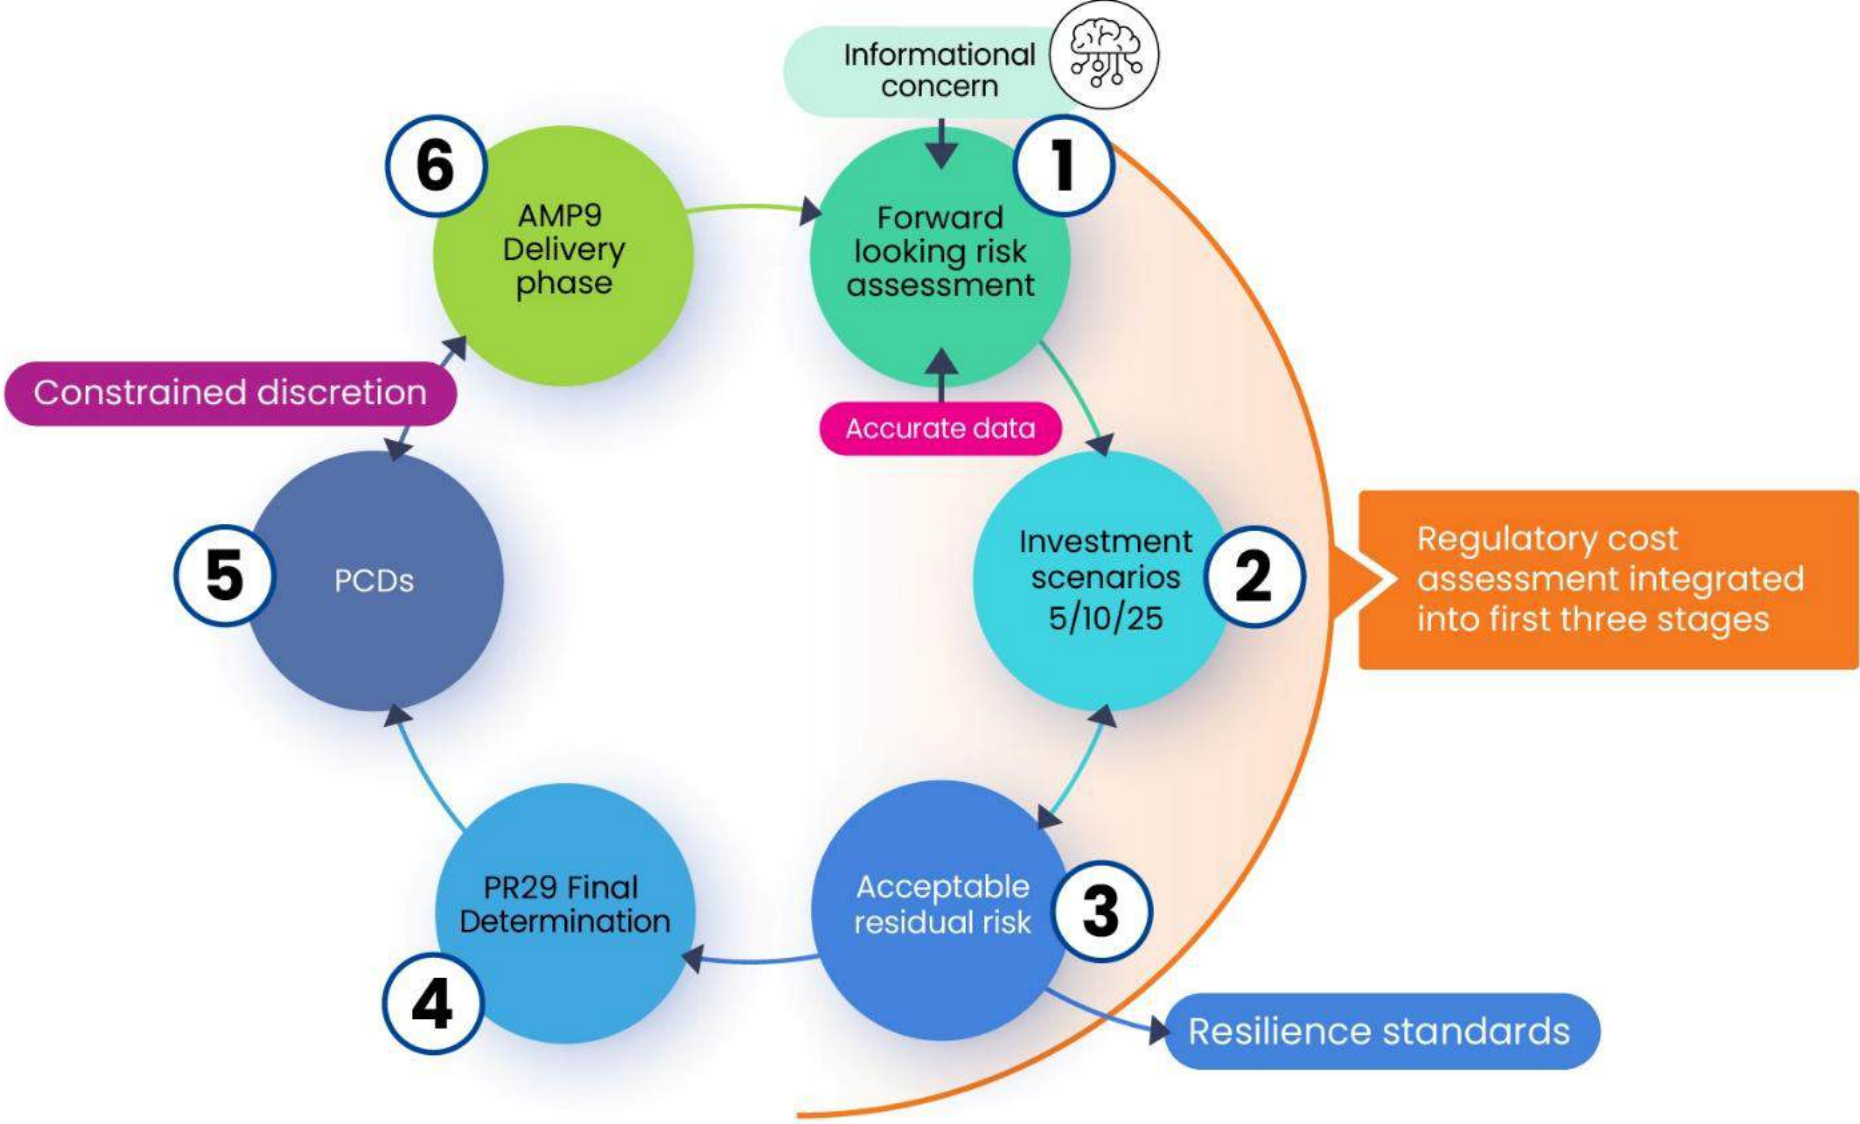 Informational
concern
1
Forward
looking risk
assessment
Accurate data
Investment
scenarios
5/10/25
2
Regulatory cost
assessment integrated
into first three stages
Acceptable
residual risk
3
Resilience standards
PR29 Final
Determination
4
PCDs
5
Constrained discretion
AMP9
Delivery
phase
6